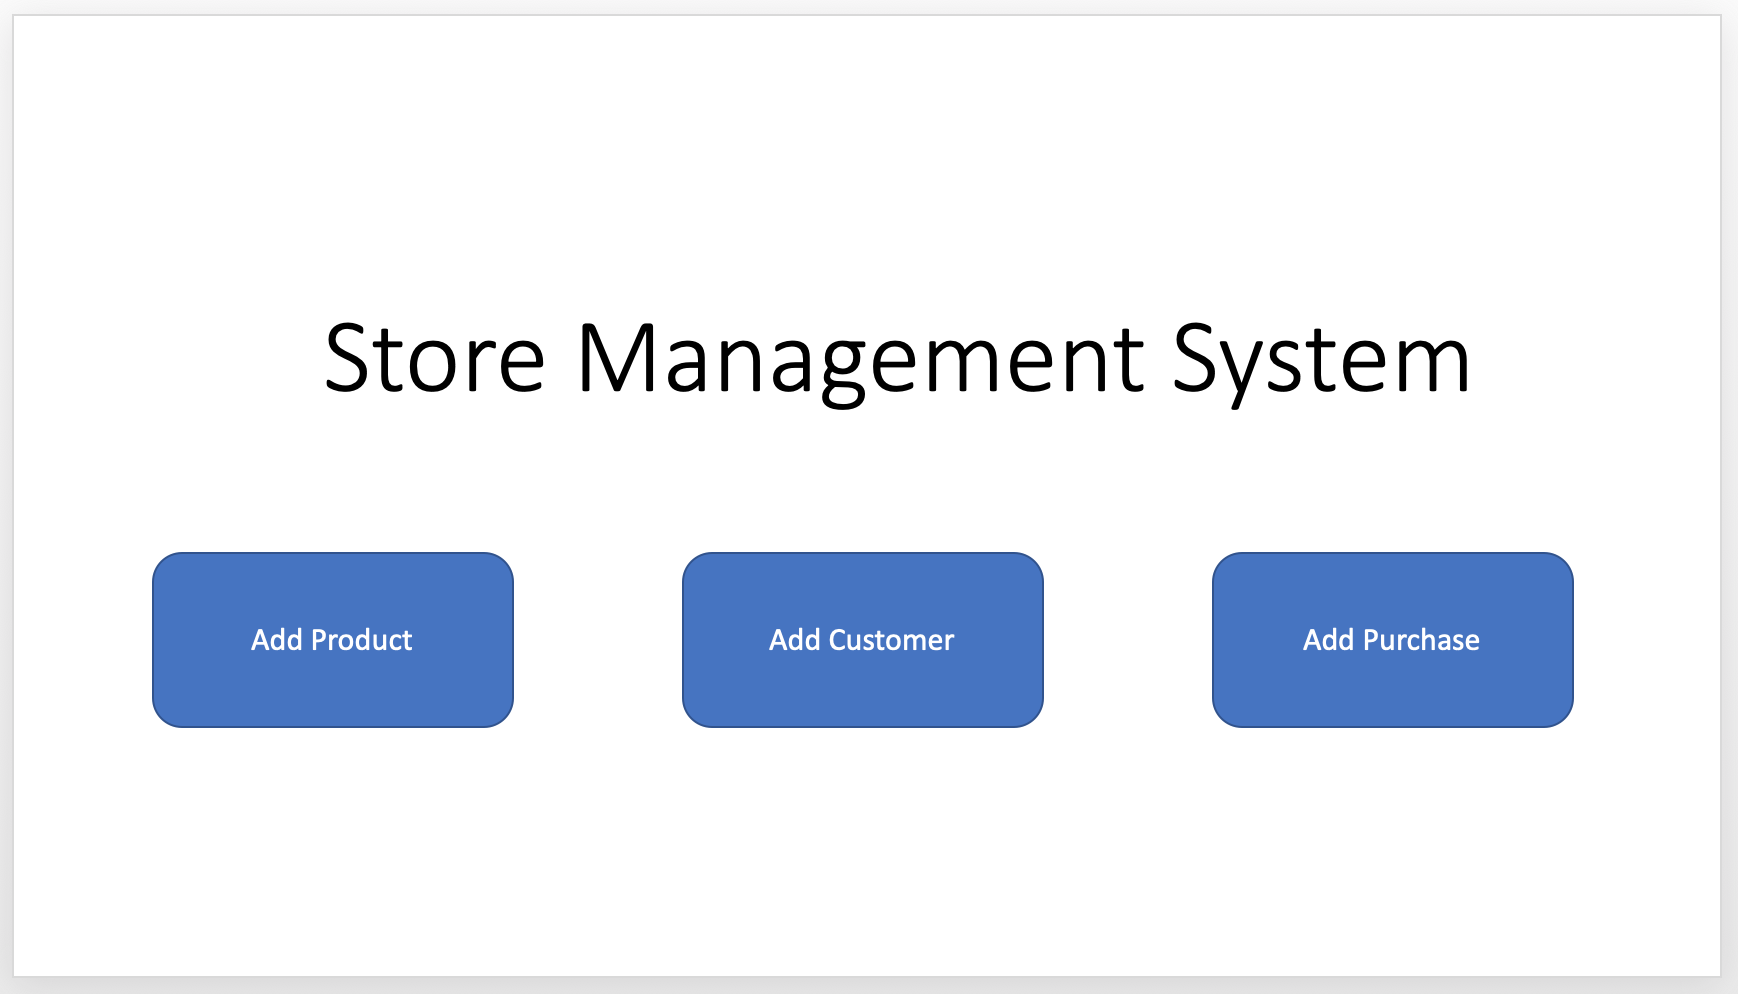 Store Management System
Add Product
Add Customer
Add Purchase